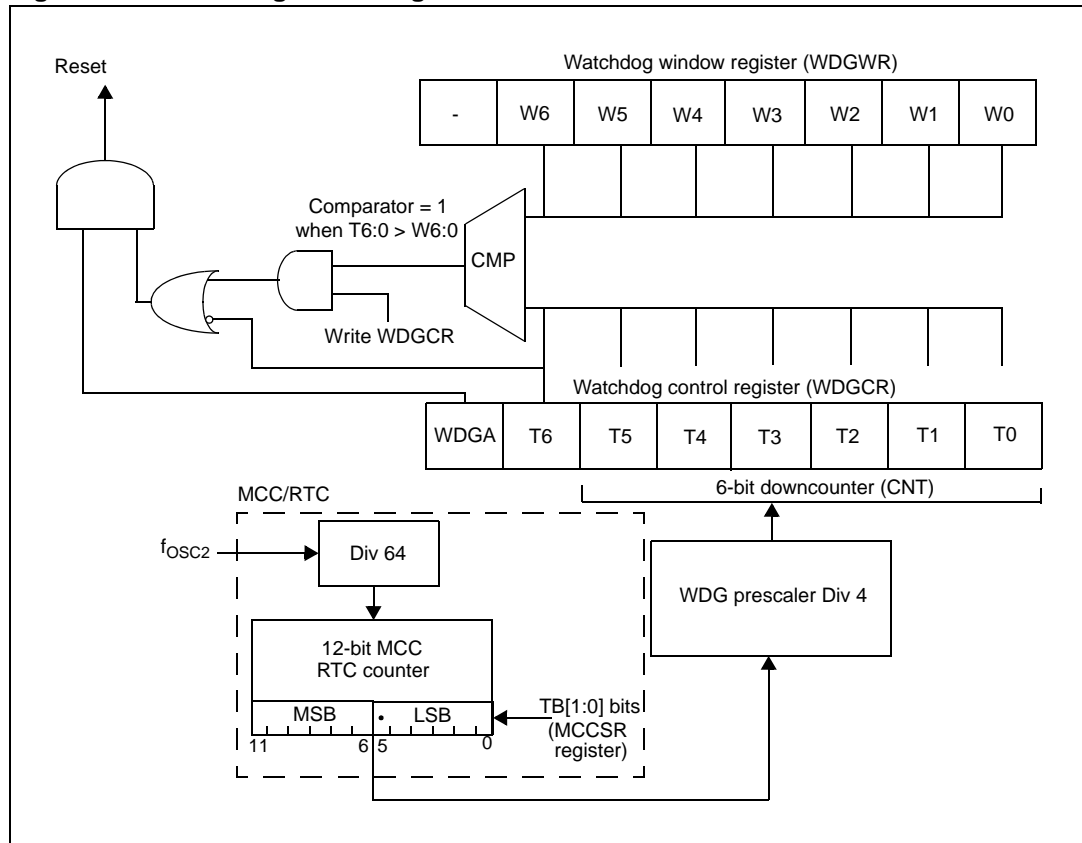 Reset
Watchdog window register (WDGWR)
- W6 W5 W4 W3 W2 W1 W0
Comparator = 1
when T6:0 > W6:0
CMP
Write WDGCR
Watchdog control register (WDGCR)
WDGA T6 T5 T4 T3 T2 T1 T0
6-bit downcounter (CNT)
MCC/RTC
fOSC2
Div 64
WDG prescaler Div 4
12-bit MCC
RTC counter
MSB LSB
11 6 5 0
TB[1:0] bits
(MCCSR
register)